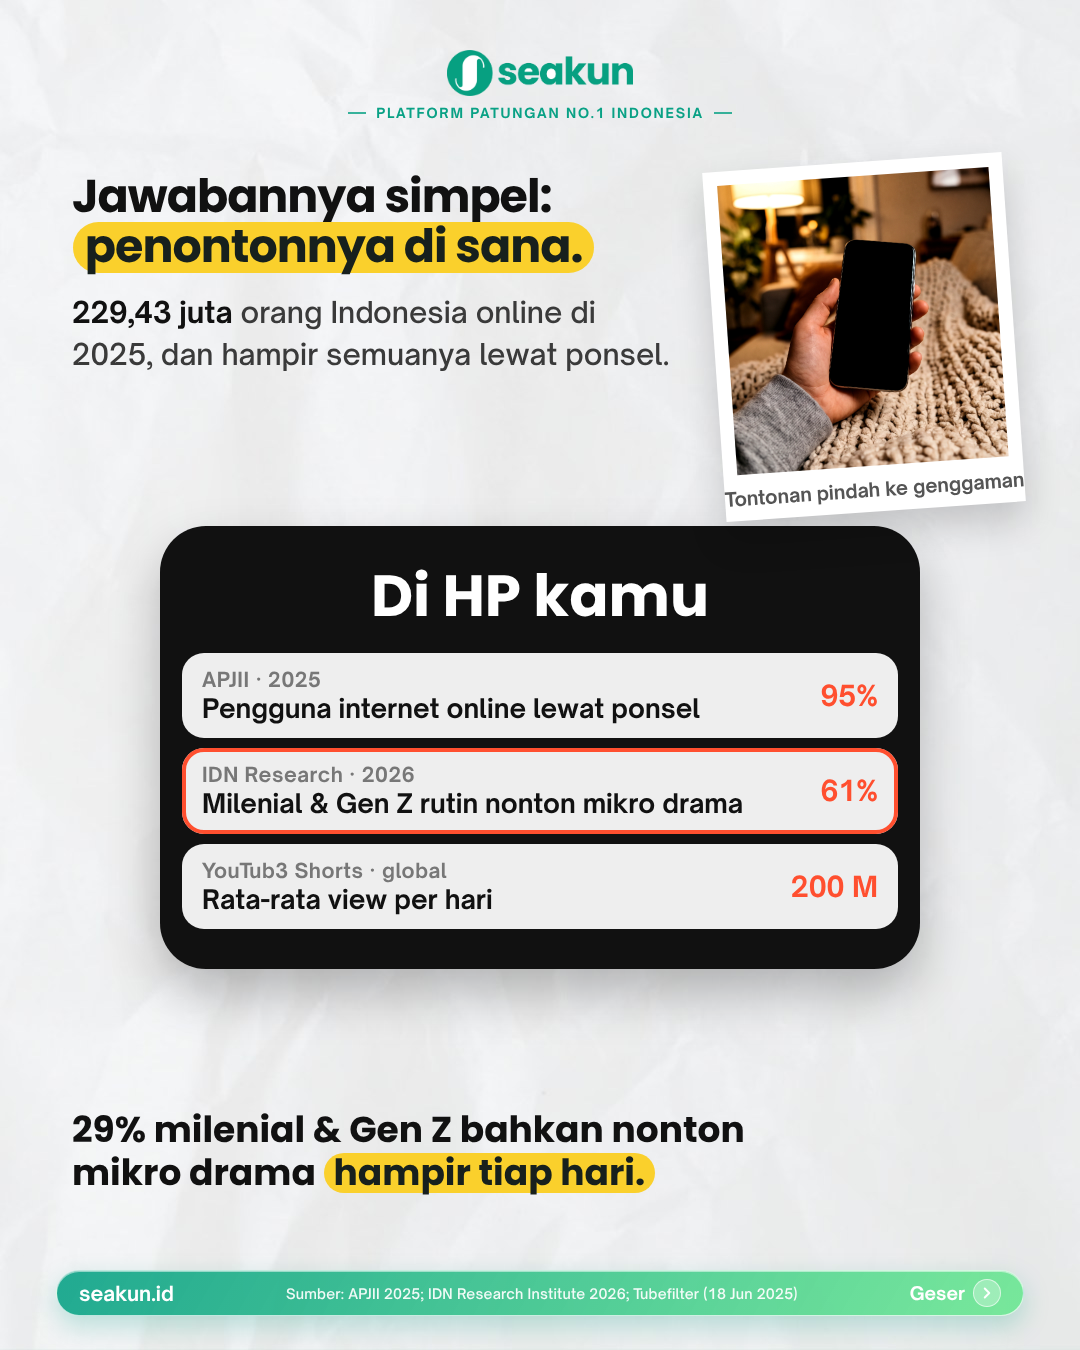 seakun
PLATFORM PATUNGAN NO.1 INDONESIA
Jawabannya simpel:
penontonnya di sana.
229,43 juta orang Indonesia online di
2025, dan hampir semuanya lewat ponsel.
Tontonan pindah ke genggaman
Di HP kamu
APJII · 2025
Pengguna internet online lewat ponsel
95%
IDN Research · 2026
Milenial & Gen Z rutin nonton mikro drama
61%
YouTub3 Shorts · global
Rata-rata view per hari
200 M
29% milenial & Gen Z bahkan nonton
mikro drama hampir tiap hari.
seakun.id
Sumber: APJII 2025; IDN Research Institute 2026; Tubefilter (18 Jun 2025)
Geser